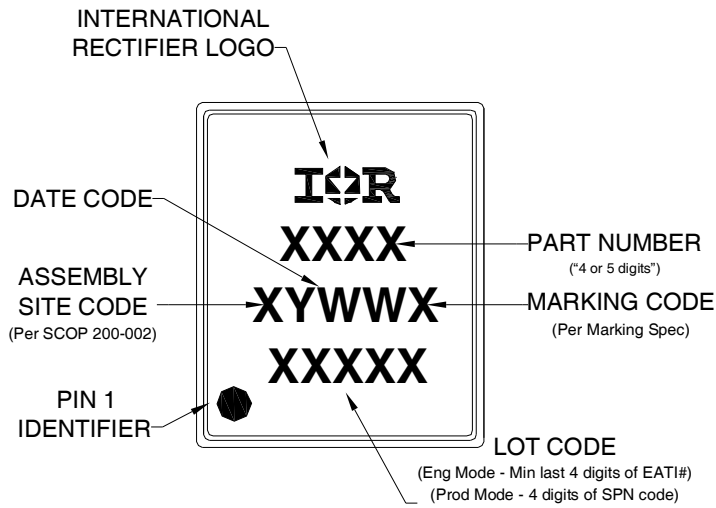 INTERNATIONAL
RECTIFIER LOGO
IOR
DATE CODE
XXXX
PART NUMBER
("4 or 5 digits")
ASSEMBLY
SITE CODE
(Per SCOP 200-002)
XYWWX
MARKING CODE
(Per Marking Spec)
XXXXX
PIN 1
IDENTIFIER
LOT CODE
(Eng Mode - Min last 4 digits of EATI#)
(Prod Mode - 4 digits of SPN code)